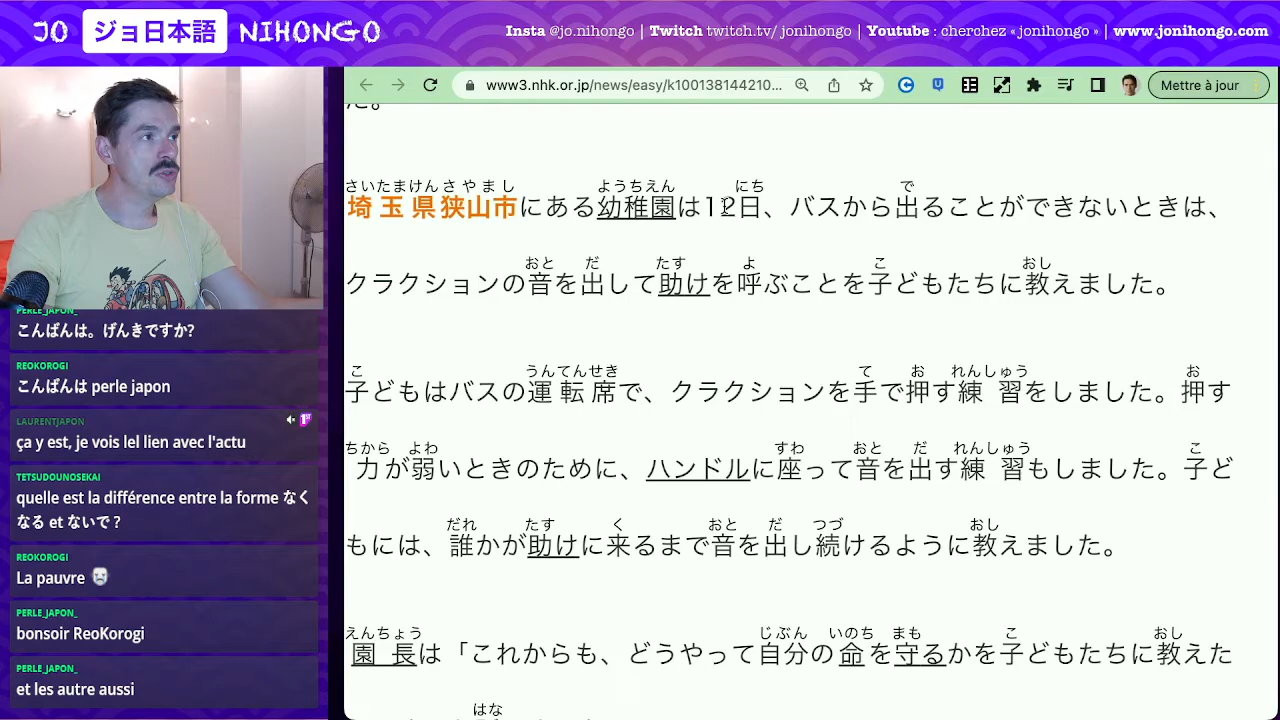 JO ジョ日本語 NIHONGO
Insta @jo.nihongo | Twitch twitch.tv/ jonihongo | Youtube : cherchez « jonihongo » | www.jonihongo.com
www3.nhk.or.jp/news/easy/k100138144210...
Mettre à jour
PERLE_JAPON_
こんばんは。げんきですか?
REOKOROGI
こんばんは perle japon
LAURENTJAPON
ça y est, je vois lel lien avec l'actu
TETSUDOUNOSEKAI
quelle est la différence entre la forme なく
なる et ないで ?
REOKOROGI
La pauvre
PERLE_JAPON_
bonsoir ReoKorogi
PERLE_JAPON_
et les autre aussi
た。
さいたまけんさやまし ようちえん にち で
埼玉県狭山市にある幼稚園は12日、バスから出ることができないときは、
おと だ たす よ こ おし
クラクションの音を出して助けを呼ぶことを子どもたちに教えました。
こ うんてんせき て お れんしゅう お
子どもはバスの運転席で、クラクションを手で押す練習をしました。押す
ちから よわ すわ おと だ れんしゅう こ
力が弱いときのために、ハンドルに座って音を出す練習もしました。子ど
だれ たす く おと だ つづ おし
もには、誰かが助けに来るまで音を出し続けるように教えました。
えんちょう じぶん いのち まも こ おし
園長は「これからも、どうやって自分の命を守るかを子どもたちに教えた
はな